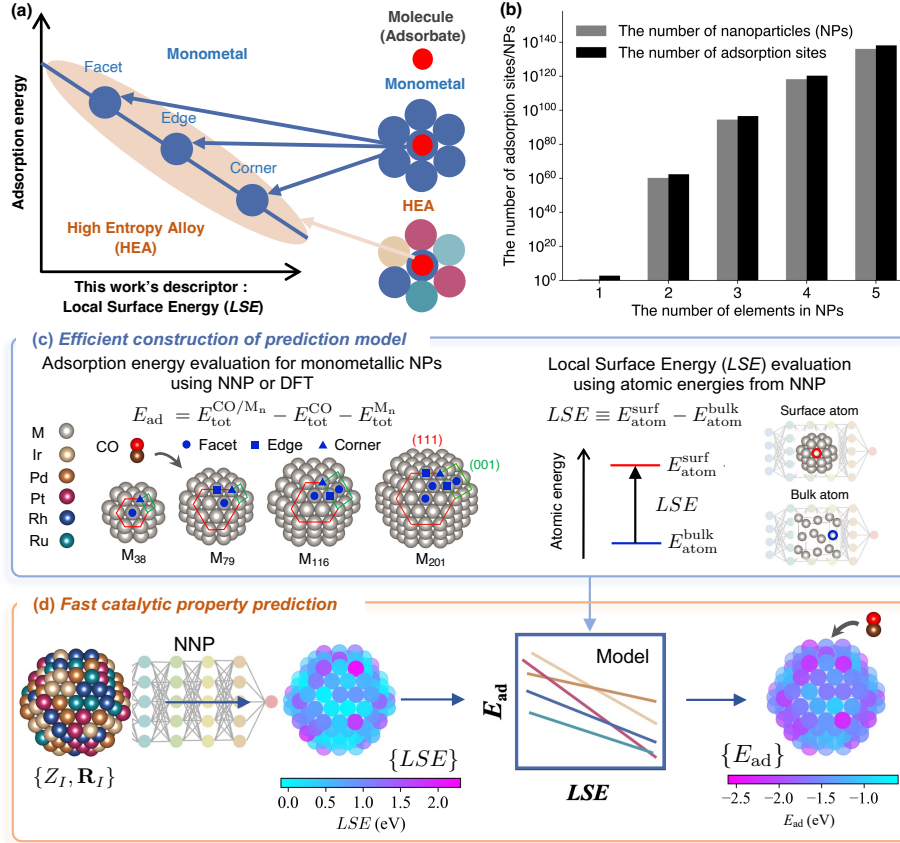 (a)
Adsorption energy
Monometal
Facet
Edge
Corner
High Entropy Alloy
(HEA)
This work's descriptor :
Local Surface Energy (LSE)
Molecule
(Adsorbate)
Monometal
HEA
(b)
The number of adsorption sites/NPs
10^140
10^120
10^100
10^80
10^60
10^40
10^20
10^0
The number of nanoparticles (NPs)
The number of adsorption sites
1 2 3 4 5
The number of elements in NPs
(c) Efficient construction of prediction model
Adsorption energy evaluation for monometallic NPs
using NNP or DFT
E_ad = E_tot^CO/M_n − E_tot^CO − E_tot^M_n
M
Ir
Pd
Pt
Rh
Ru
CO
Facet Edge Corner
(111)
(001)
M_38 M_79 M_116 M_201
Local Surface Energy (LSE) evaluation
using atomic energies from NNP
LSE ≡ E_atom^surf − E_atom^bulk
Atomic energy
E_atom^surf
LSE
E_atom^bulk
Surface atom
Bulk atom
(d) Fast catalytic property prediction
{Z_I, R_I}
NNP
{LSE}
0.0 0.5 1.0 1.5 2.0
LSE (eV)
E_ad
Model
LSE
{E_ad}
−2.5 −2.0 −1.5 −1.0
E_ad (eV)